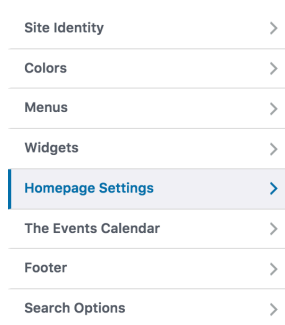 Site Identity
Colors
Menus
Widgets
Homepage Settings
The Events Calendar
Footer
Search Options